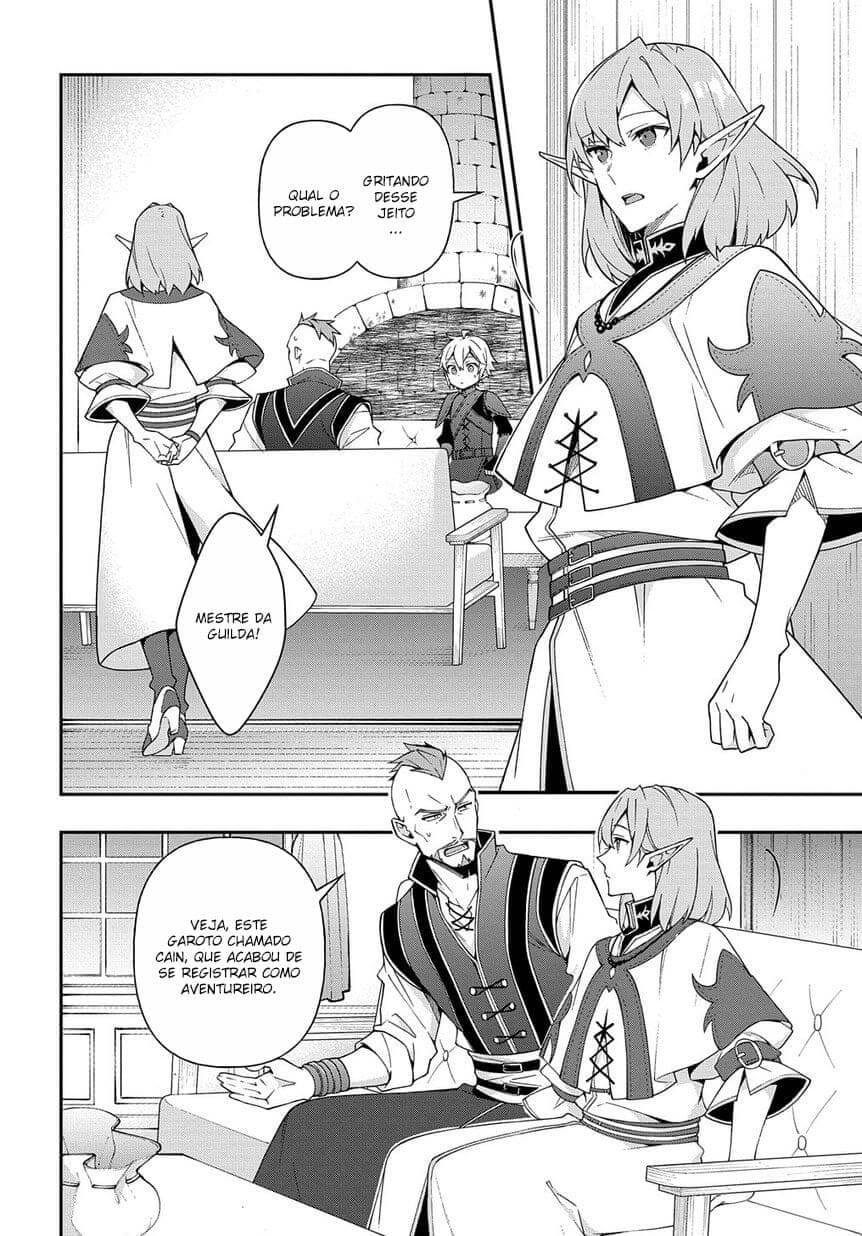 GRITANDO
DESSE
JEITO
...
QUAL O
PROBLEMA?
MESTRE DA
GUILDA!
VEJA, ESTE
GAROTO CHAMADO
CAIN, QUE ACABOU DE
SE REGISTRAR COMO
AVENTUREIRO.